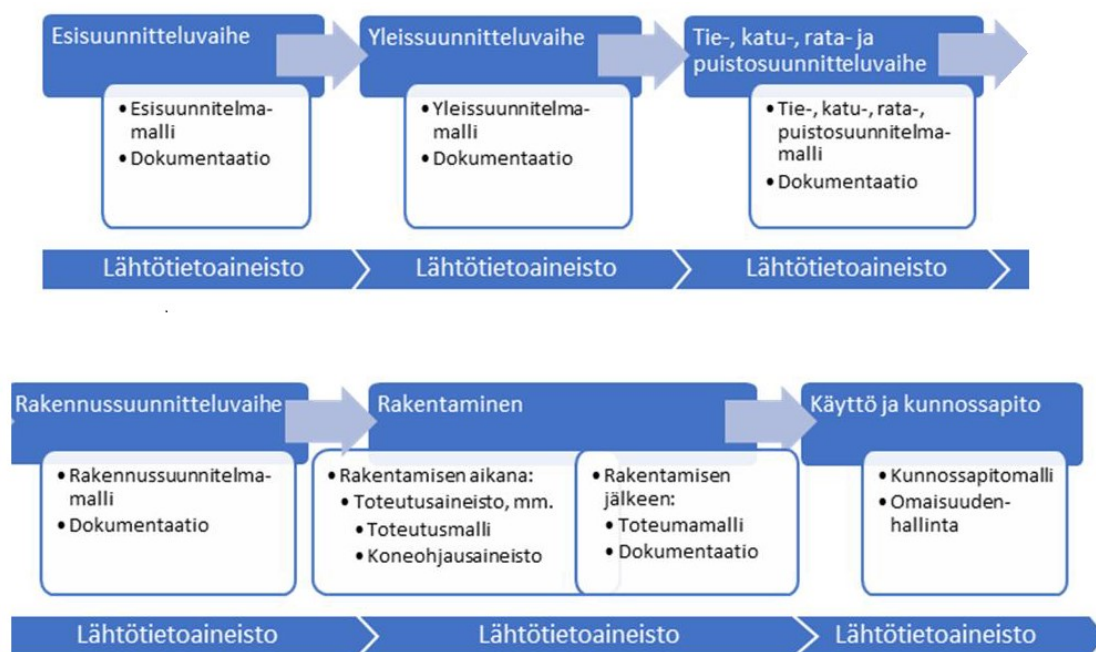 Esisuunnitteluvaihe
Yleissuunnitteluvaihe
Tie-, katu-, rata- ja
puistosuunnitteluvaihe
• Esisuunnitelma-
malli
• Dokumentaatio
• Yleissuunnitelma-
malli
• Dokumentaatio
• Tie-, katu-, rata-,
puistosuunnitelma-
malli
• Dokumentaatio
Lähtötietoaineisto
Lähtötietoaineisto
Lähtötietoaineisto
Rakennussuunnitteluvaihe
Rakentaminen
Käyttö ja kunnossapito
• Rakennussuunnitelma-
malli
• Dokumentaatio
• Rakentamisen aikana:
• Toteutusaineisto, mm.
• Toteutusmalli
• Koneohjausaineisto
• Rakentamisen
jälkeen:
• Toteumamalli
• Dokumentaatio
• Kunnossapitomalli
• Omaisuuden-
hallinta
Lähtötietoaineisto
Lähtötietoaineisto
Lähtötietoaineisto